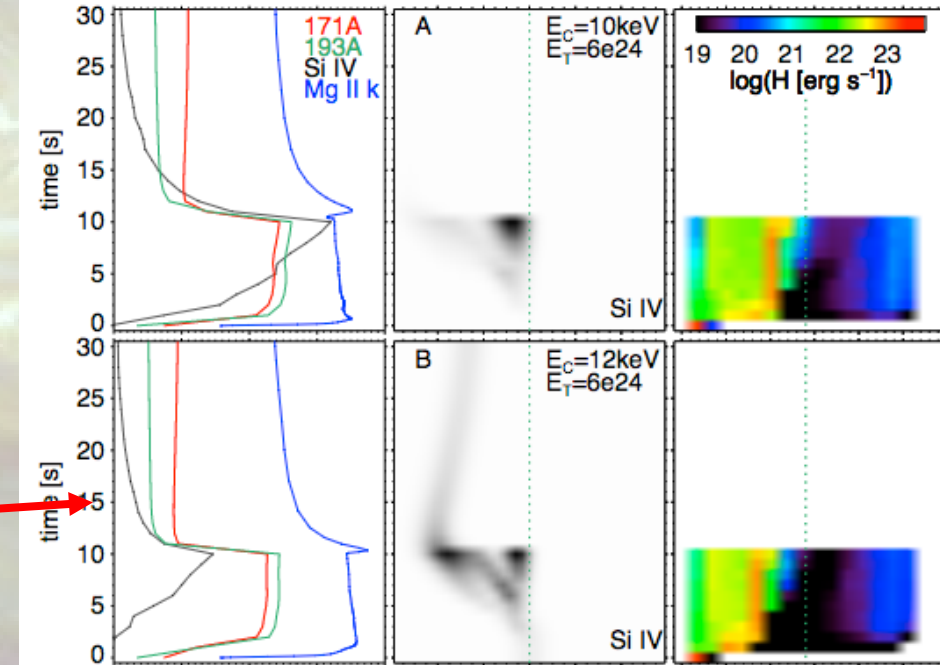 171A
193A
Si IV
Mg II k
30
25
20
15
10
5
0
time [s]
A
E_C=10keV
E_T=6e24
Si IV
19 20 21 22 23
log(H [erg s⁻¹])
30
25
20
15
10
5
0
time [s]
B
E_C=12keV
E_T=6e24
Si IV